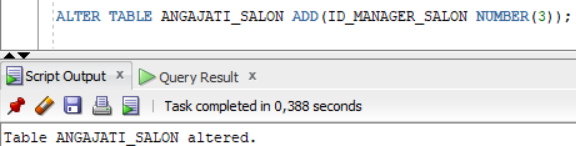 ALTER TABLE ANGAJATI_SALON ADD(ID_MANAGER_SALON NUMBER(3));
Script Output x Query Result x
Task completed in 0,388 seconds
Table ANGAJATI_SALON altered.